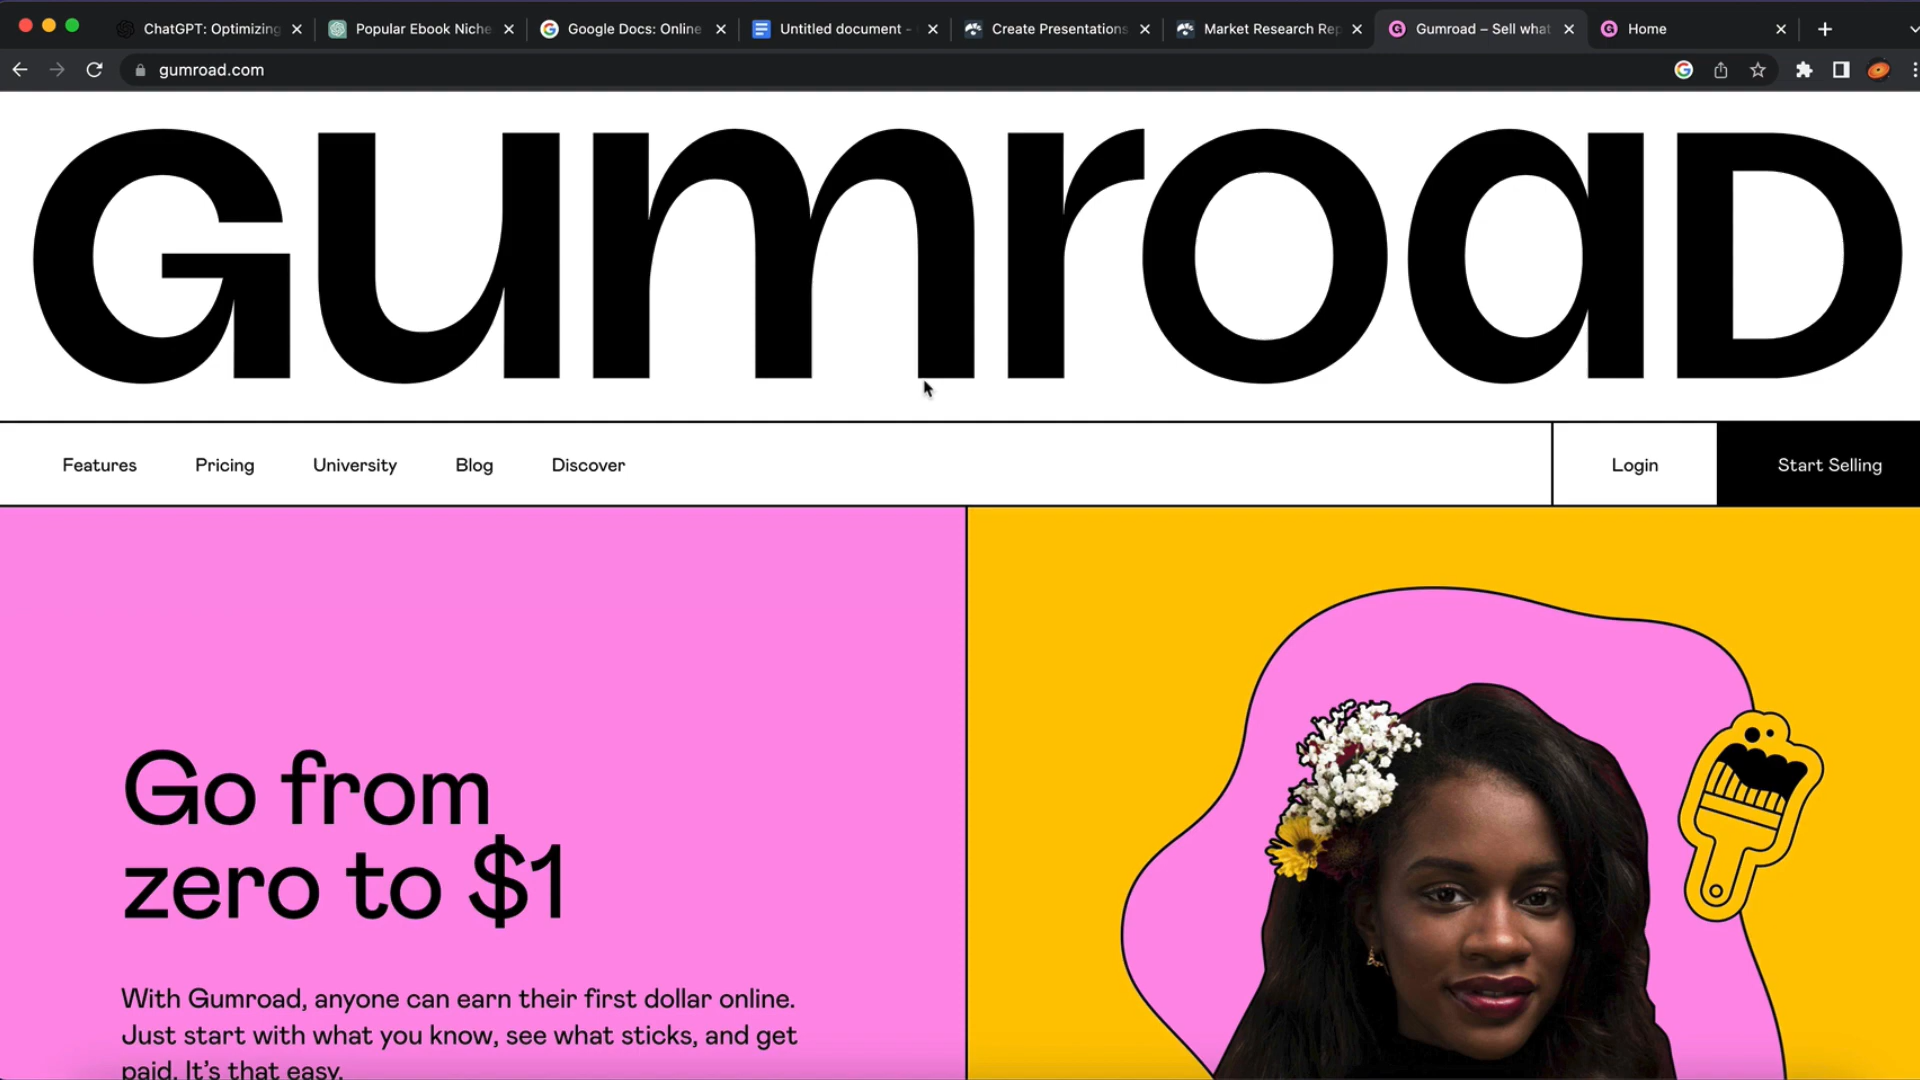 ChatGPT: Optimizing
Popular Ebook Niche
Google Docs: Online
Untitled document -
Create Presentations
Market Research Rep
Gumroad – Sell what
Home
gumroad.com
Gumroad
Features
Pricing
University
Blog
Discover
Login
Start Selling
Go from
zero to $1
With Gumroad, anyone can earn their first dollar online.
Just start with what you know, see what sticks, and get
paid. It's that easy.